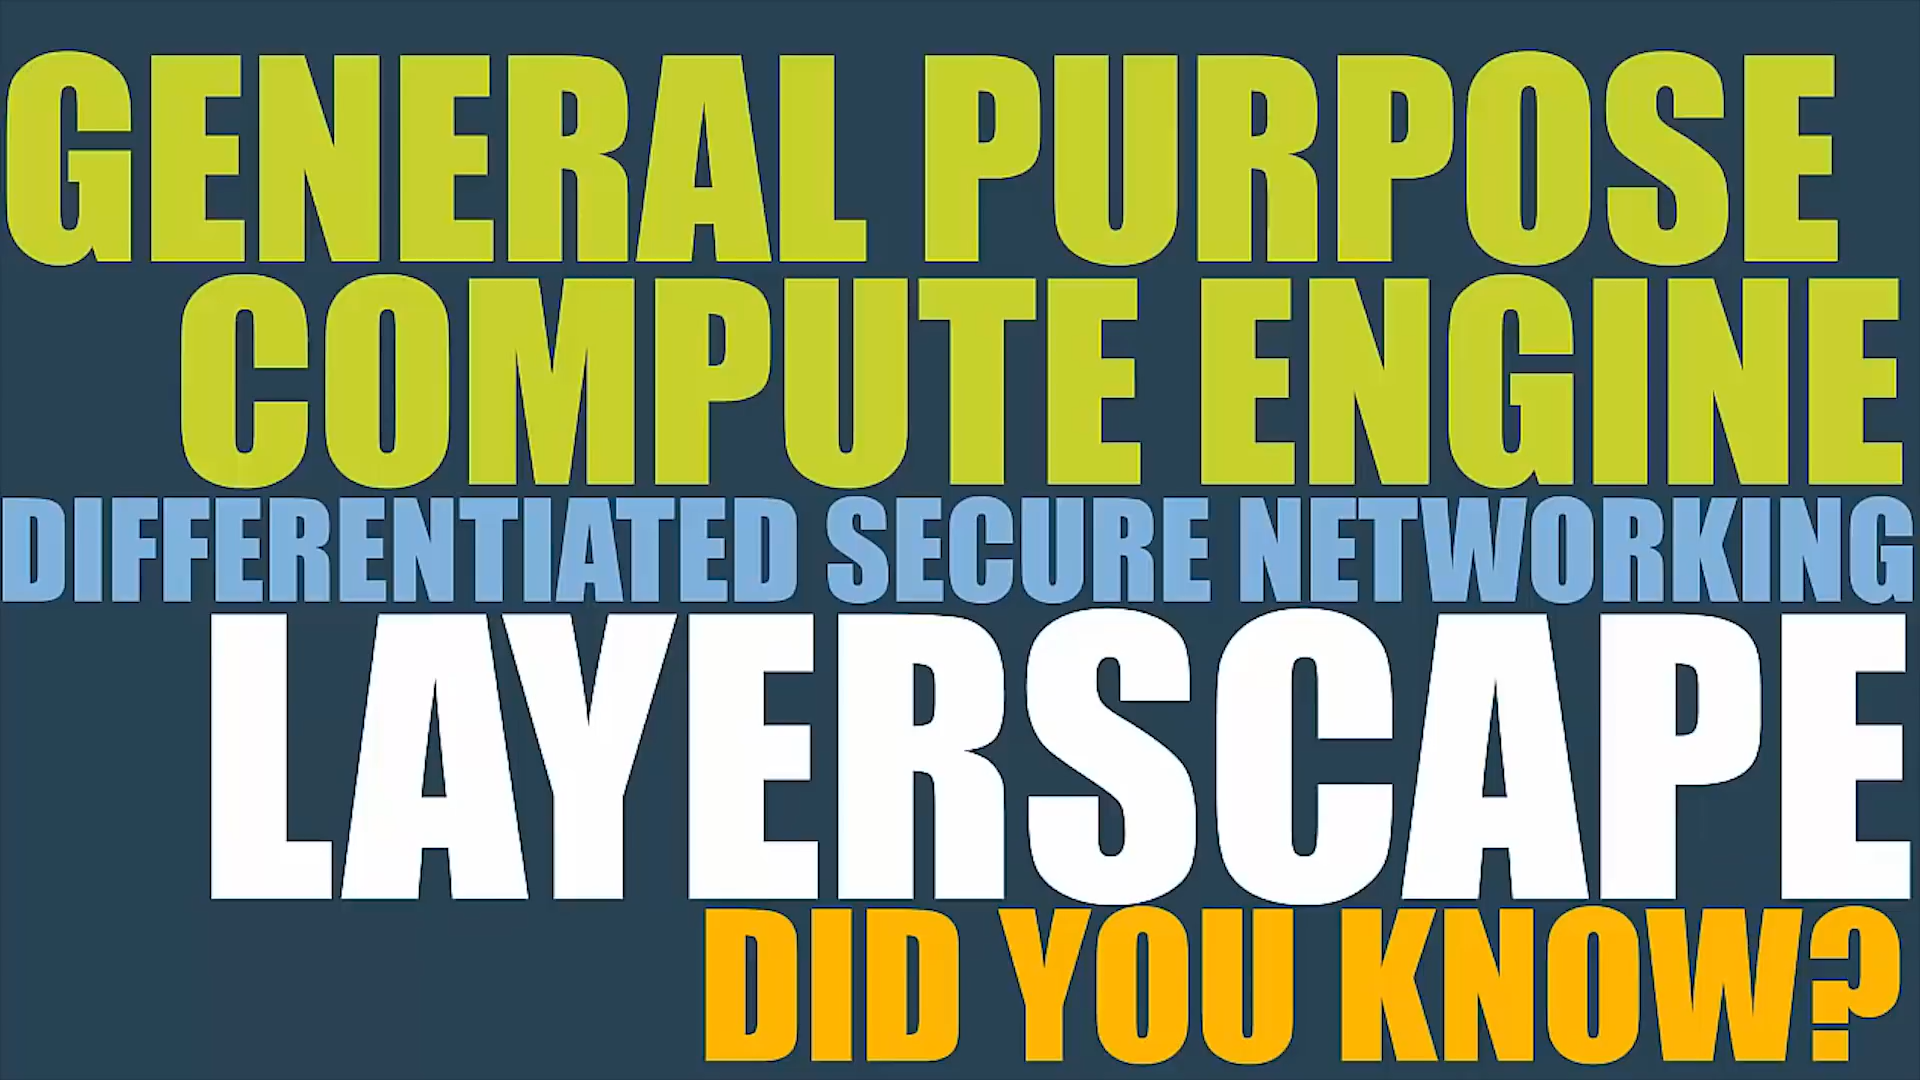 GENERAL PURPOSE
COMPUTE ENGINE
DIFFERENTIATED SECURE NETWORKING
LAYERSCAPE
DID YOU KNOW?